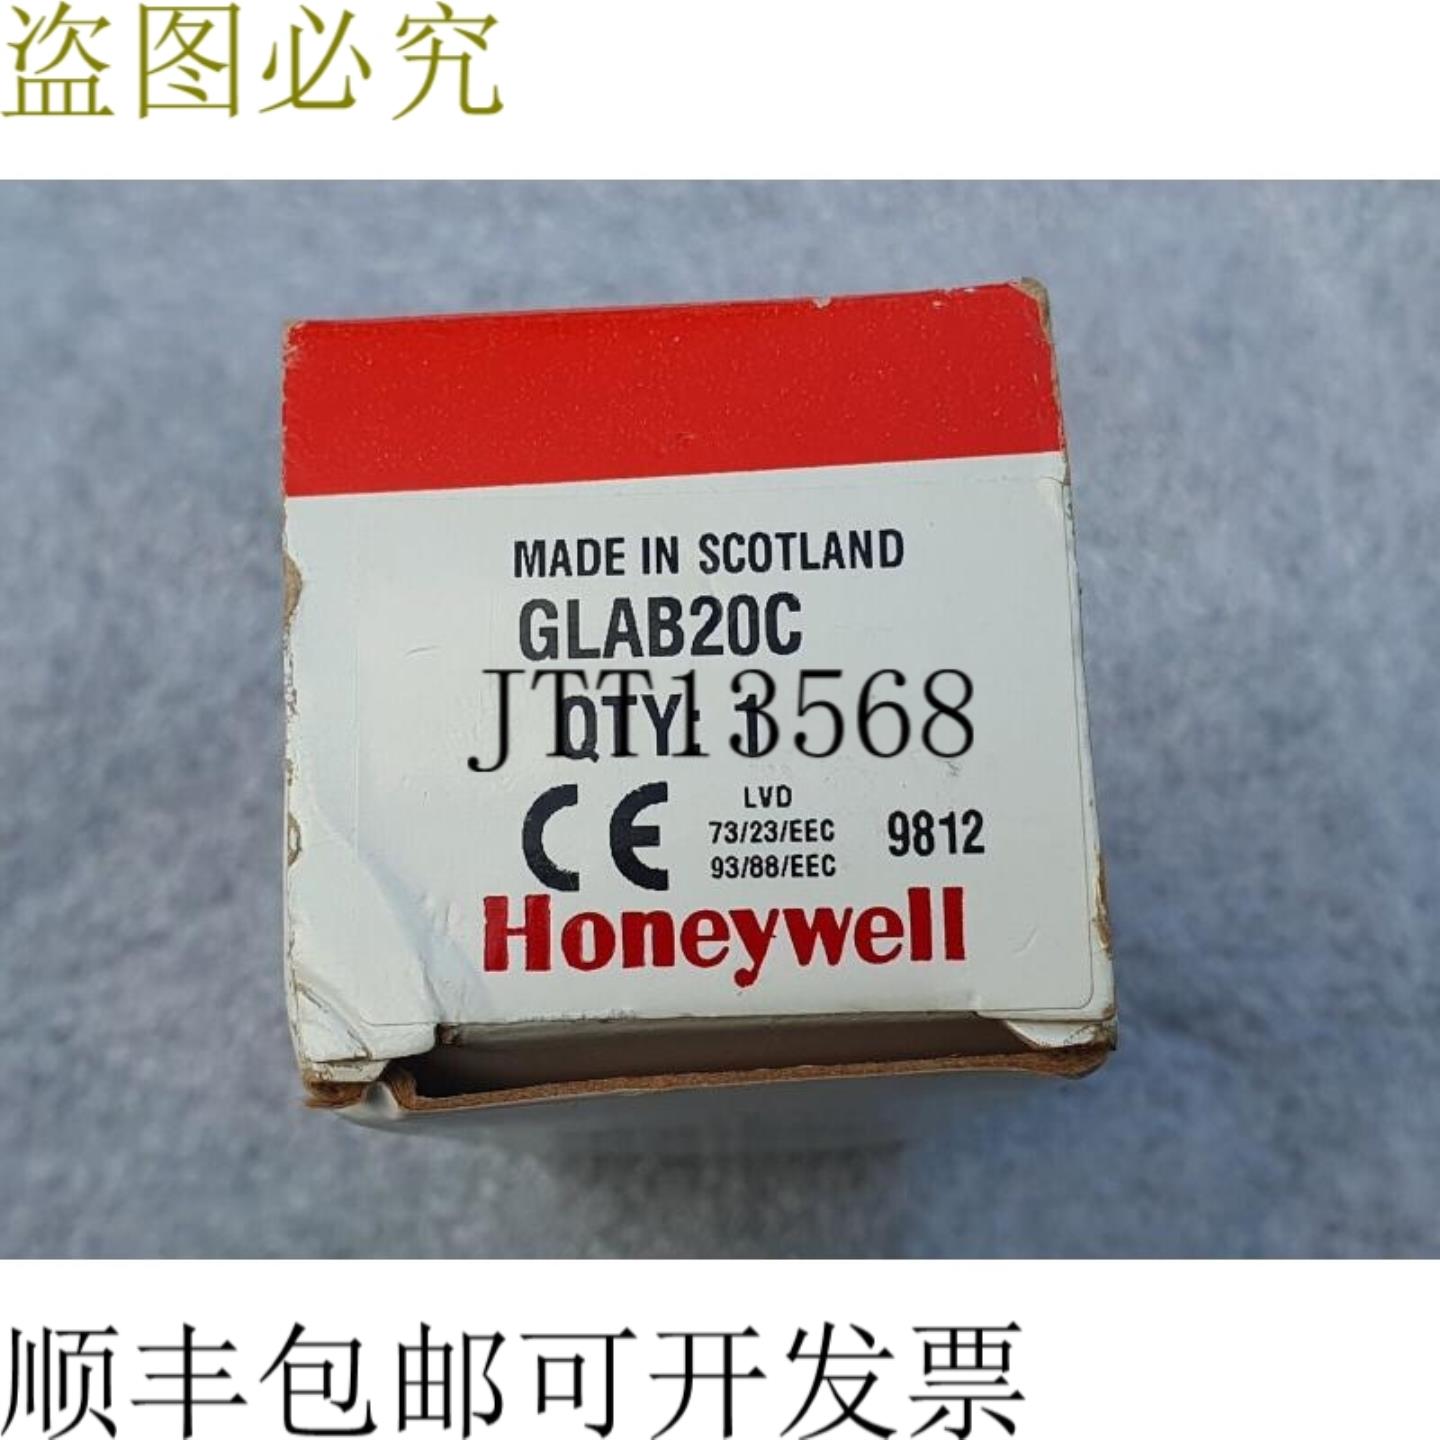 盗图必究
MADE IN SCOTLAND
GLAB20C
JTT13568
QTY: 1
CE
LVD
73/23/EEC
93/88/EEC
9812
Honeywell
顺丰包邮可开发票